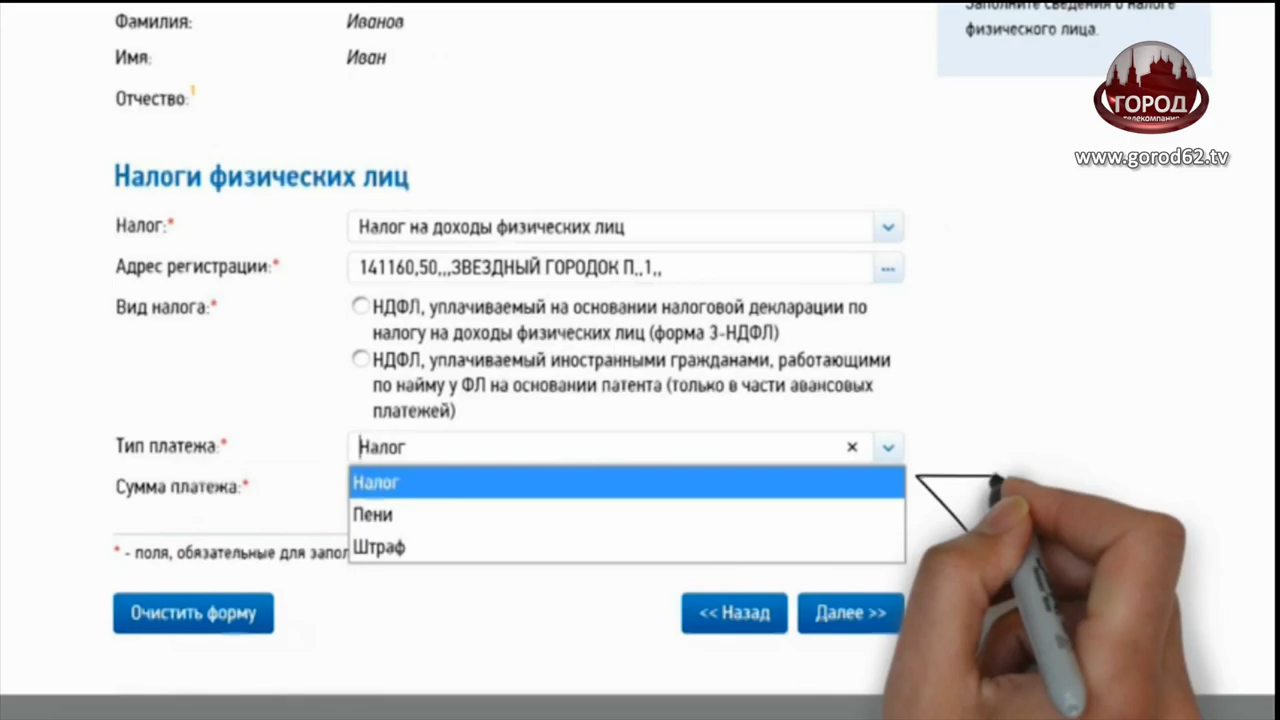 Заполните сведения о налоге
физического лица.
Фамилия: Иванов
Имя: Иван
Отчество:1
ГОРОД
телекомпания
www.gorod62.tv
Налоги физических лиц
Налог:* Налог на доходы физических лиц
Адрес регистрации:* 141160,50,,,ЗВЕЗДНЫЙ ГОРОДОК П,,1,, ...
Вид налога:* НДФЛ, уплачиваемый на основании налоговой декларации по
налогу на доходы физических лиц (форма 3-НДФЛ)
НДФЛ, уплачиваемый иностранными гражданами, работающими
по найму у ФЛ на основании патента (только в части авансовых
платежей)
Тип платежа:* Налог ×
Налог
Сумма платежа:*
Пени
Штраф
* - поля, обязательные для запол
Очистить форму << Назад Далее >>